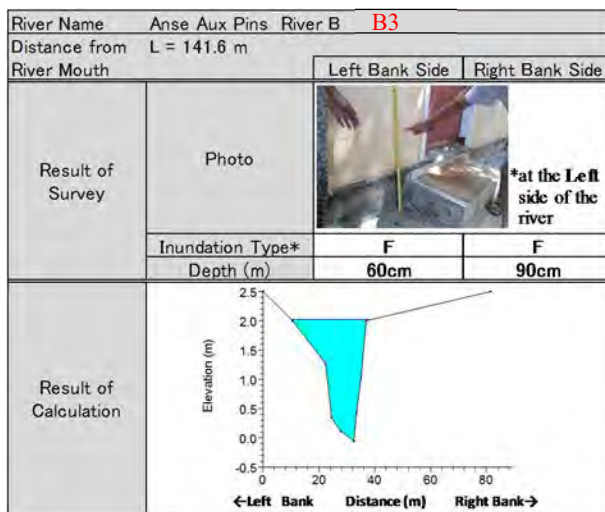 River Name Anse Aux Pins River B B3
Distance from River Mouth L = 141.6 m
Left Bank Side Right Bank Side
Result of Survey
Photo
*at the Left
side of the
river
Inundation Type* F F
Depth (m) 60cm 90cm
Result of Calculation
Elevation (m)
2.5
2.0
1.5
1.0
0.5
0.0
-0.5
0 20 40 60 80
←Left Bank Distance (m) Right Bank→